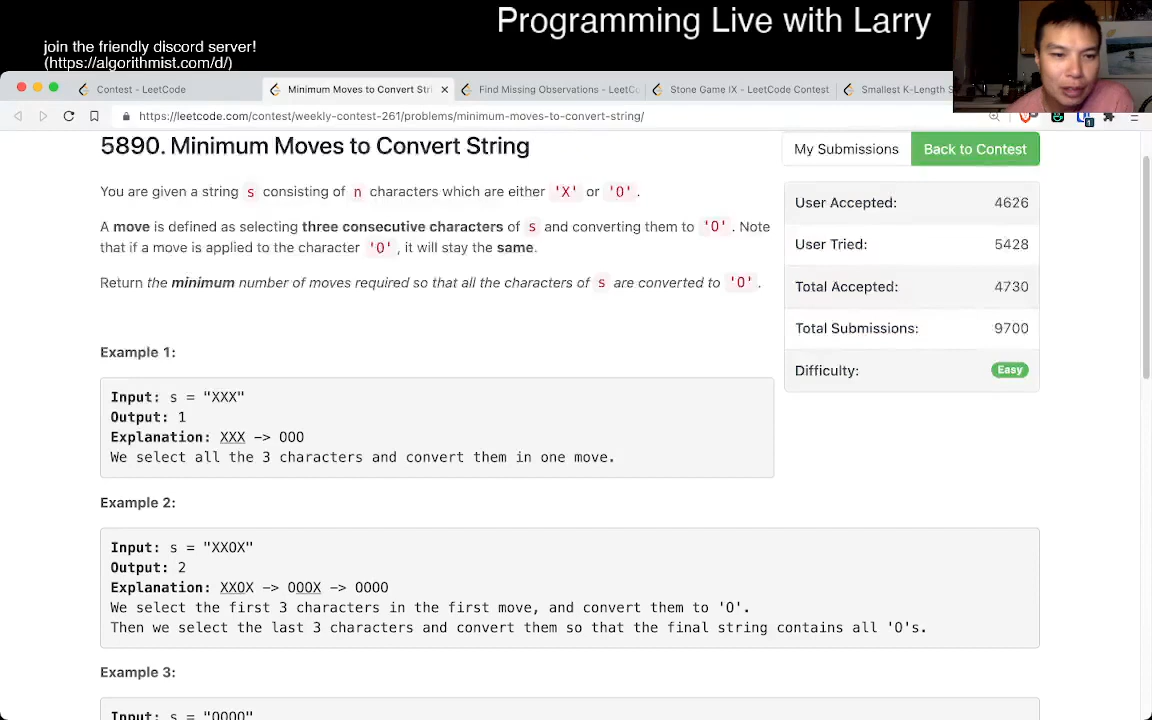 Programming Live with Larry
join the friendly discord server!
(https://algorithmist.com/d/)
Contest - LeetCode
Minimum Moves to Convert Stri
Find Missing Observations - LeetCo
Stone Game IX - LeetCode Contest
Smallest K-Length S
https://leetcode.com/contest/weekly-contest-261/problems/minimum-moves-to-convert-string/
5890. Minimum Moves to Convert String
My Submissions
Back to Contest
You are given a string s consisting of n characters which are either 'X' or 'O'.
A move is defined as selecting three consecutive characters of s and converting them to 'O'. Note
that if a move is applied to the character 'O', it will stay the same.
Return the minimum number of moves required so that all the characters of s are converted to 'O'.
User Accepted: 4626
User Tried: 5428
Total Accepted: 4730
Total Submissions: 9700
Difficulty: Easy
Example 1:
Input: s = "XXX"
Output: 1
Explanation: XXX -> OOO
We select all the 3 characters and convert them in one move.
Example 2:
Input: s = "XXOX"
Output: 2
Explanation: XXOX -> OOOX -> OOOO
We select the first 3 characters in the first move, and convert them to 'O'.
Then we select the last 3 characters and convert them so that the final string contains all 'O's.
Example 3:
Input: s = "OOOO"